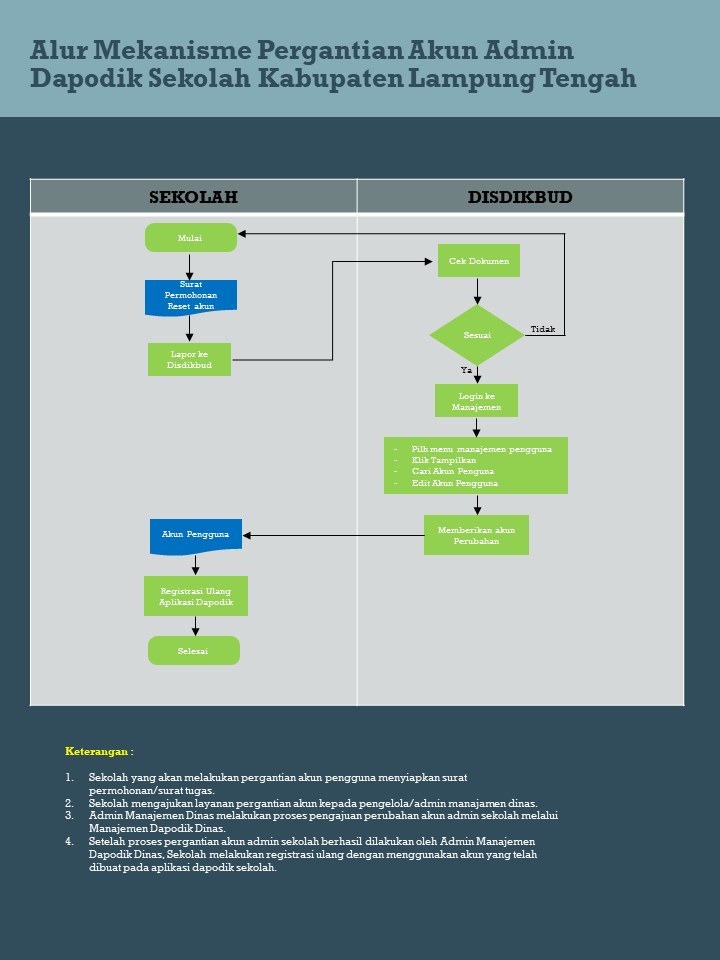 Alur Mekanisme Pergantian Akun Admin
Dapodik Sekolah Kabupaten Lampung Tengah
SEKOLAH
DISDIKBUD
Mulai
Surat
Permohonan
Reset akun
Lapor ke
Disdikbud
Cek Dokumen
Sesuai
Tidak
Ya
Login ke
Manajemen
- Pilh menu manajemen pengguna
- Klik Tampilkan
- Cari Akun Penguna
- Edit Akun Pengguna
Memberikan akun
Perubahan
Akun Pengguna
Registrasi Ulang
Aplikasi Dapodik
Selesai
Keterangan :
1. Sekolah yang akan melakukan pergantian akun pengguna menyiapkan surat
permohonan/surat tugas.
2. Sekolah mengajukan layanan pergantian akun kepada pengelola/admin manajamen dinas.
3. Admin Manajemen Dinas melakukan proses pengajuan perubahan akun admin sekolah melalui
Manajemen Dapodik Dinas.
4. Setelah proses pergantian akun admin sekolah berhasil dilakukan oleh Admin Manajemen
Dapodik Dinas, Sekolah melakukan registrasi ulang dengan menggunakan akun yang telah
dibuat pada aplikasi dapodik sekolah.